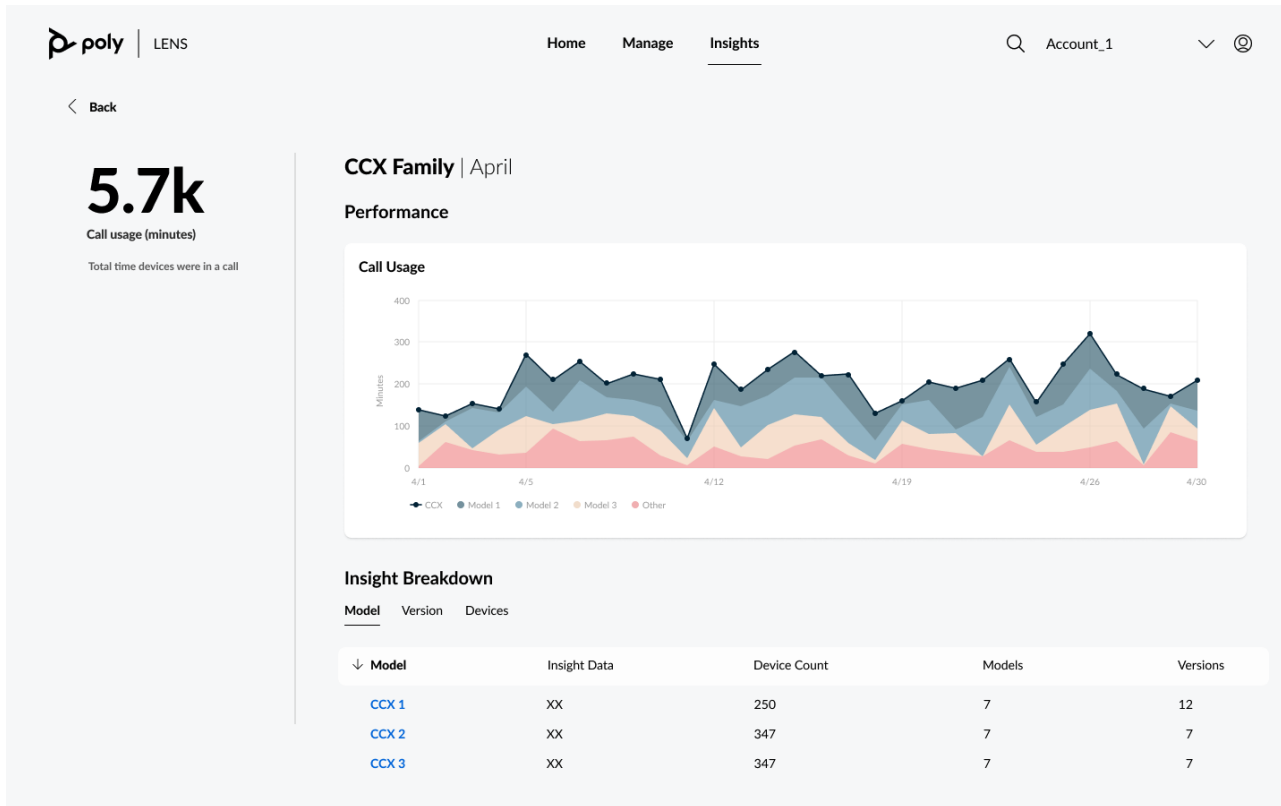 poly | LENS
Home Manage Insights
Account_1
Back
5.7k
Call usage (minutes)
Total time devices were in a call
CCX Family | April
Performance
Call Usage
400
300
200
100
0
Minutes
4/1 4/5 4/12 4/19 4/26 4/30
CCX Model 1 Model 2 Model 3 Other
Insight Breakdown
Model Version Devices
Model Insight Data Device Count Models Versions
CCX 1 XX 250 7 12
CCX 2 XX 347 7 7
CCX 3 XX 347 7 7